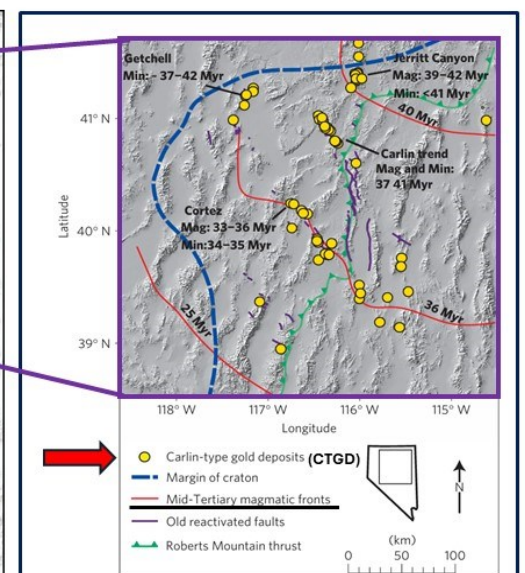 Getchell
Min: - 37–42 Myr
Jerritt Canyon
Mag: 39–42 Myr
Min: <41 Myr
40 Myr
Carlin trend
Mag and Min:
37 41 Myr
Cortez
Mag: 33–36 Myr
Min:34–35 Myr
36 Myr
25 Myr
41° N
40° N
39° N
Latitude
118° W 117° W 116° W 115° W
Longitude
Carlin-type gold deposits (CTGD)
Margin of craton
Mid-Tertiary magmatic fronts
Old reactivated faults
Roberts Mountain thrust
N
(km)
0 50 100